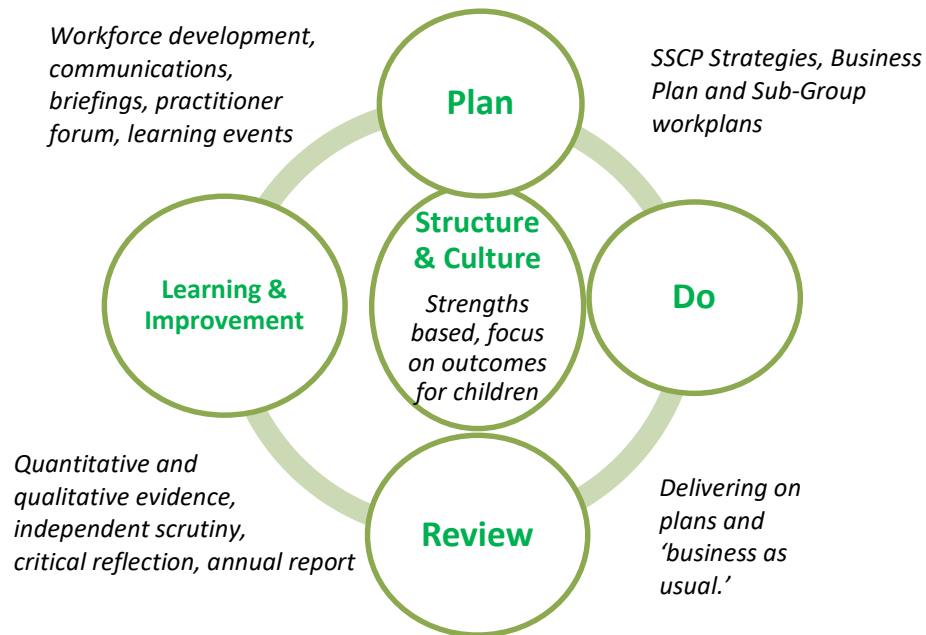 Workforce development,
communications,
briefings, practitioner
forum, learning events
Plan
SSCP Strategies, Business
Plan and Sub-Group
workplans
Structure
& Culture
Strengths
based, focus
on outcomes
for children
Learning &
Improvement
Do
Quantitative and
qualitative evidence,
independent scrutiny,
critical reflection, annual report
Review
Delivering on
plans and
‘business as
usual.’